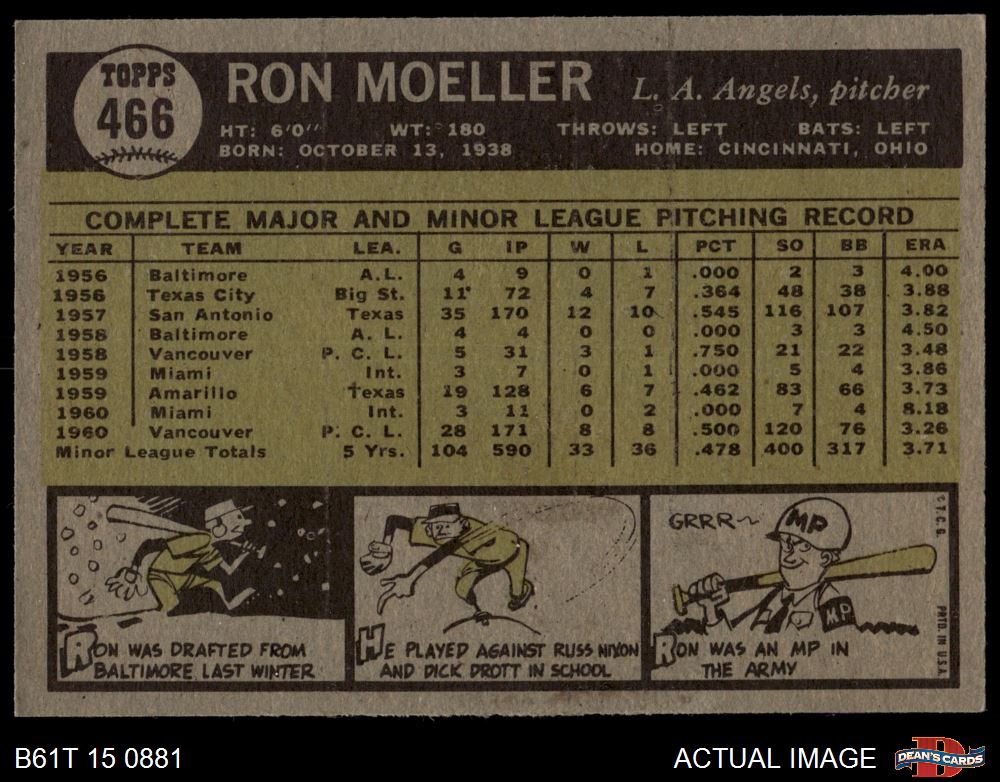 TOPPS
466
RON MOELLER
L. A. Angels, pitcher
HT: 6'0" WT: 180 THROWS: LEFT BATS: LEFT
BORN: OCTOBER 13, 1938 HOME: CINCINNATI, OHIO
COMPLETE MAJOR AND MINOR LEAGUE PITCHING RECORD
YEAR TEAM LEA. G IP W L PCT SO BB ERA
1956 Baltimore A.L. 4 9 0 1 .000 2 3 4.00
1956 Texas City Big St. 11 72 4 7 .364 48 38 3.88
1957 San Antonio Texas 35 170 12 10 .545 116 107 3.82
1958 Baltimore A. L. 4 4 0 0 .000 3 3 4.50
1958 Vancouver P. C. L. 5 31 3 1 .750 21 22 3.48
1959 Miami Int. 3 7 0 1 .000 5 4 3.86
1959 Amarillo Texas 19 128 6 7 .462 83 66 3.73
1960 Miami Int. 3 11 0 2 .000 7 4 8.18
1960 Vancouver P. C. L. 28 171 8 8 .500 120 76 3.26
Minor League Totals 5 Yrs. 104 590 33 36 .478 400 317 3.71
RON WAS DRAFTED FROM
BALTIMORE LAST WINTER
HE PLAYED AGAINST RUSS NIXON
AND DICK DROTT IN SCHOOL
GRRR~
MP
MP
RON WAS AN MP IN
THE ARMY
© T.C.G.
PRTD. IN U.S.A.
B61T 15 0881
ACTUAL IMAGE
D
DEAN'S CARDS